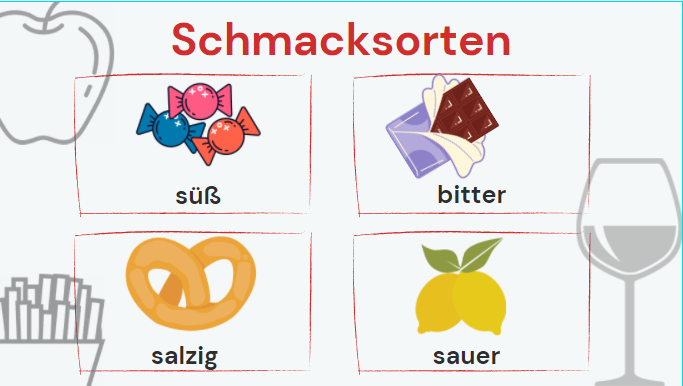 Schmacksorten
süß
bitter
salzig
sauer